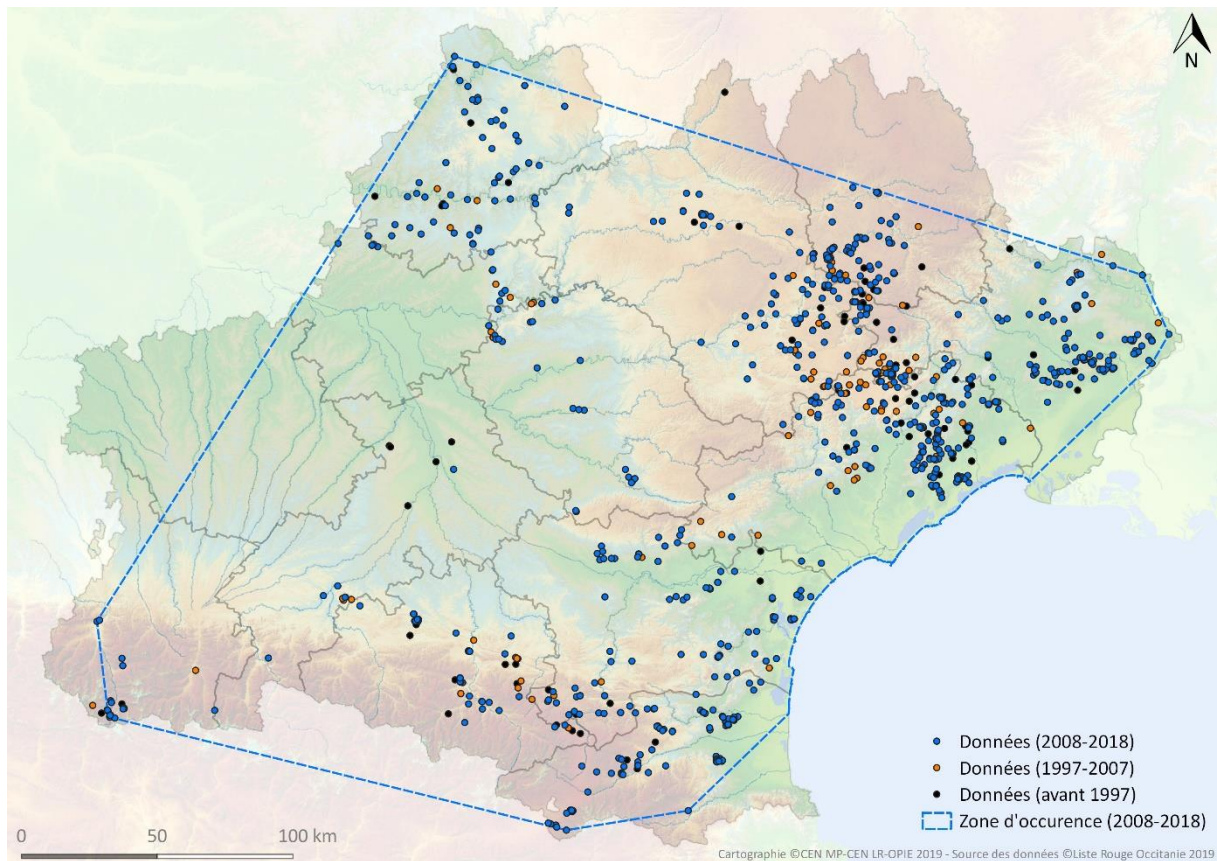 N
Données (2008-2018)
Données (1997-2007)
Données (avant 1997)
Zone d'occurence (2008-2018)
0 50 100 km
Cartographie ©CEN MP-CEN LR-OPIE 2019 - Source des données ©Liste Rouge Occitanie 2019